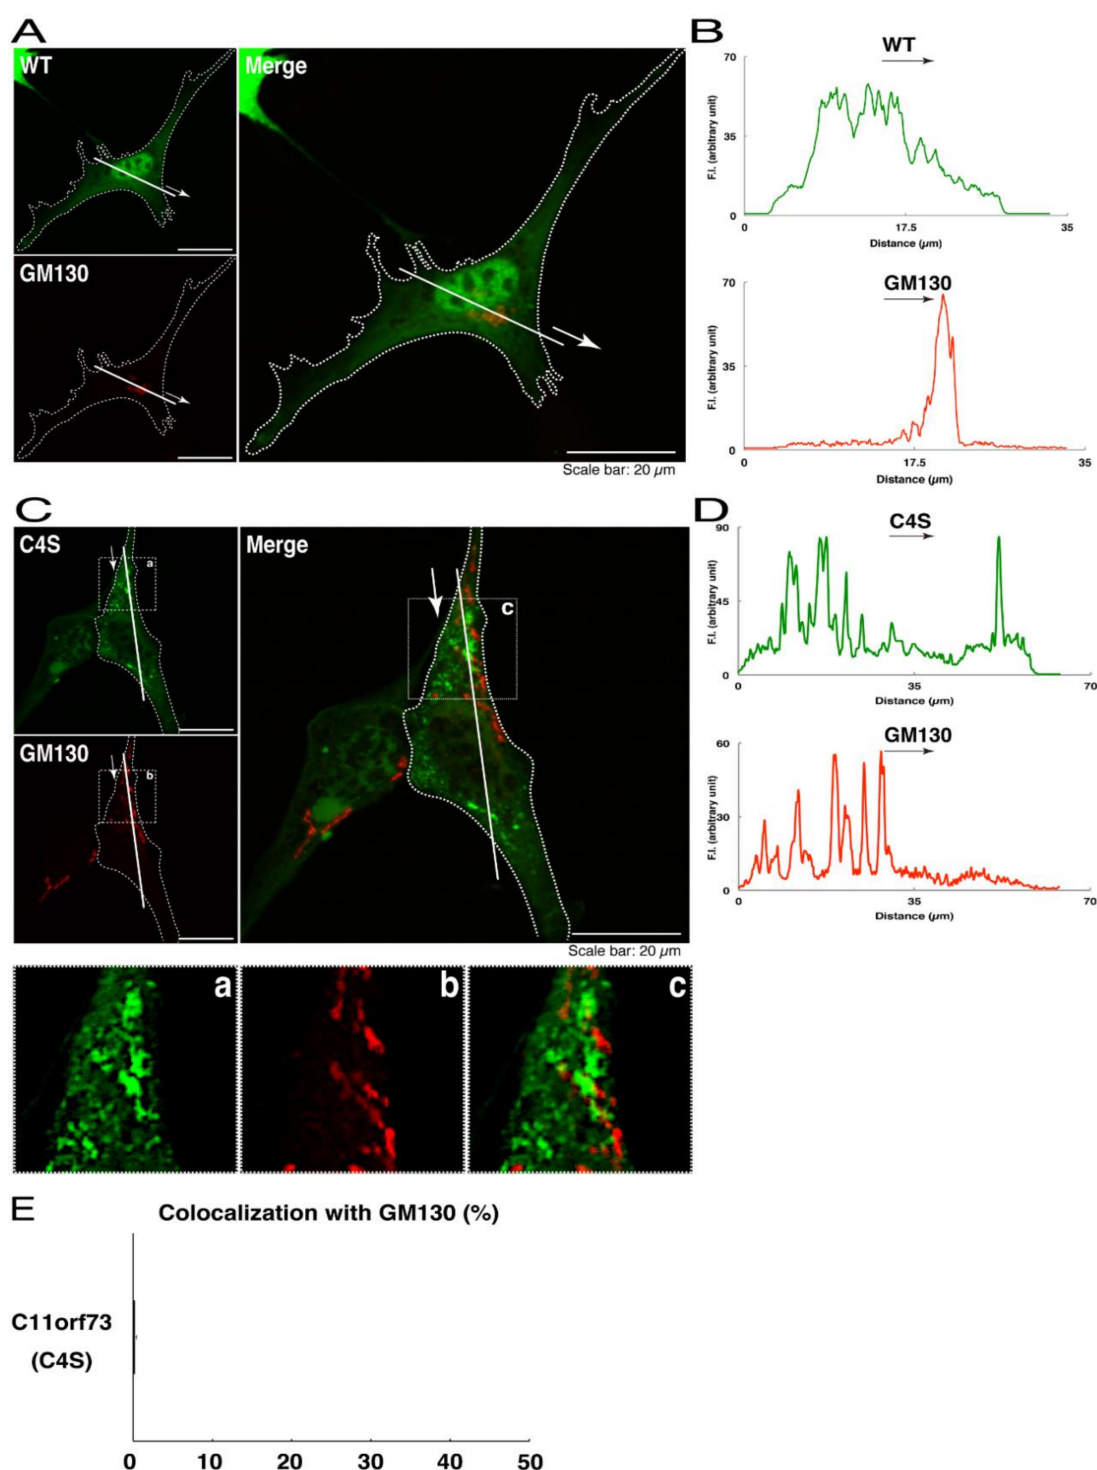 A
WT
Merge
GM130
Scale bar: 20 µm
B
WT
F.I. (arbitrary unit)
70
35
0
0
17.5
35
Distance (µm)
GM130
F.I. (arbitrary unit)
70
35
0
0
17.5
35
Distance (µm)
C
C4S
a
Merge
c
GM130
b
Scale bar: 20 µm
D
C4S
F.I. (arbitrary unit)
90
45
0
0
35
70
Distance (µm)
GM130
F.I. (arbitrary unit)
60
30
0
0
35
70
Distance (µm)
a
b
c
E
Colocalization with GM130 (%)
C11orf73
(C4S)
0 10 20 30 40 50